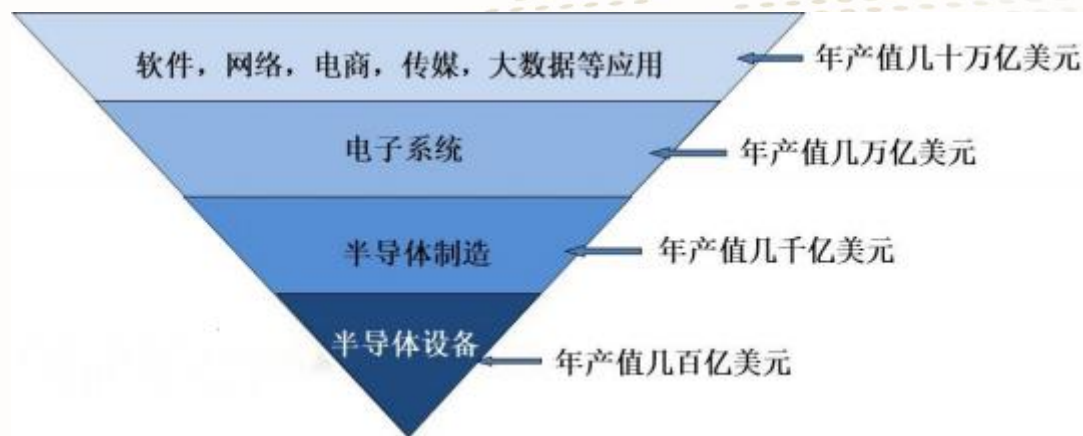 软件，网络，电商，传媒，大数据等应用
年产值几十万亿美元
电子系统
年产值几万亿美元
半导体制造
年产值几千亿美元
半导体设备
年产值几百亿美元